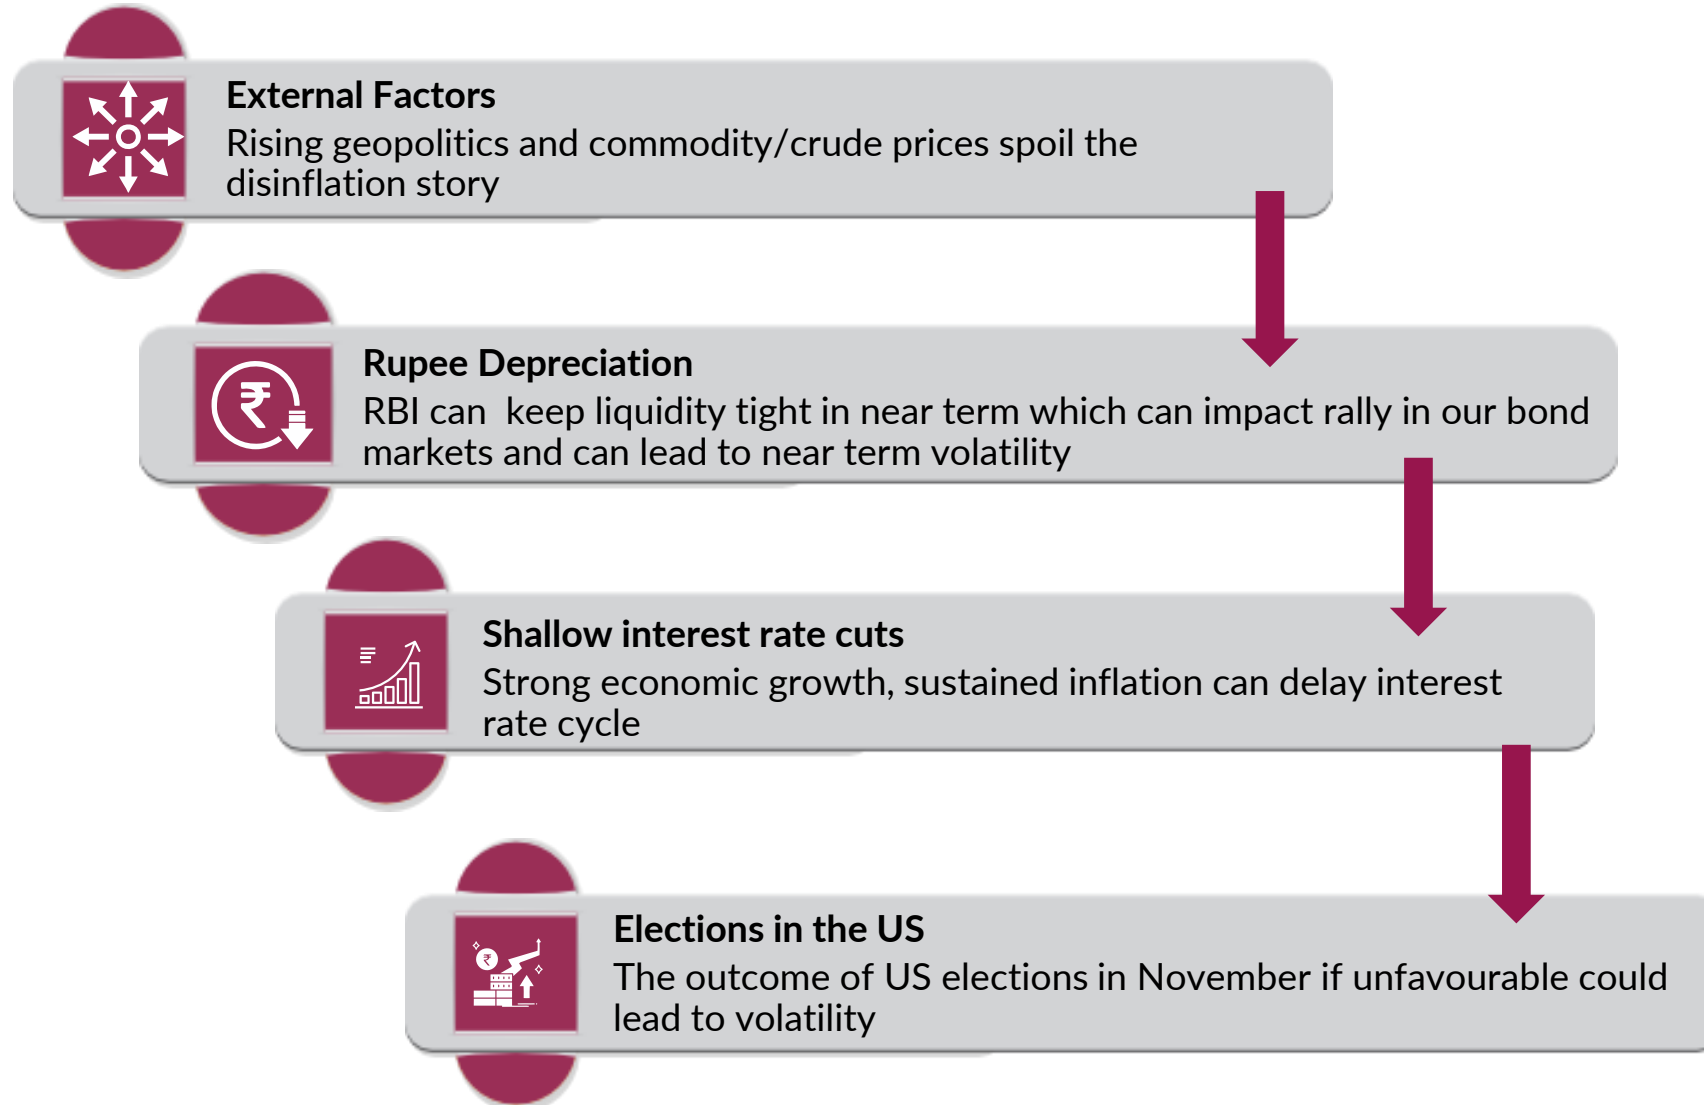 External Factors
Rising geopolitics and commodity/crude prices spoil the
disinflation story
₹
Rupee Depreciation
RBI can  keep liquidity tight in near term which can impact rally in our bond
markets and can lead to near term volatility
Shallow interest rate cuts
Strong economic growth, sustained inflation can delay interest
rate cycle
₹
Elections in the US
The outcome of US elections in November if unfavourable could
lead to volatility